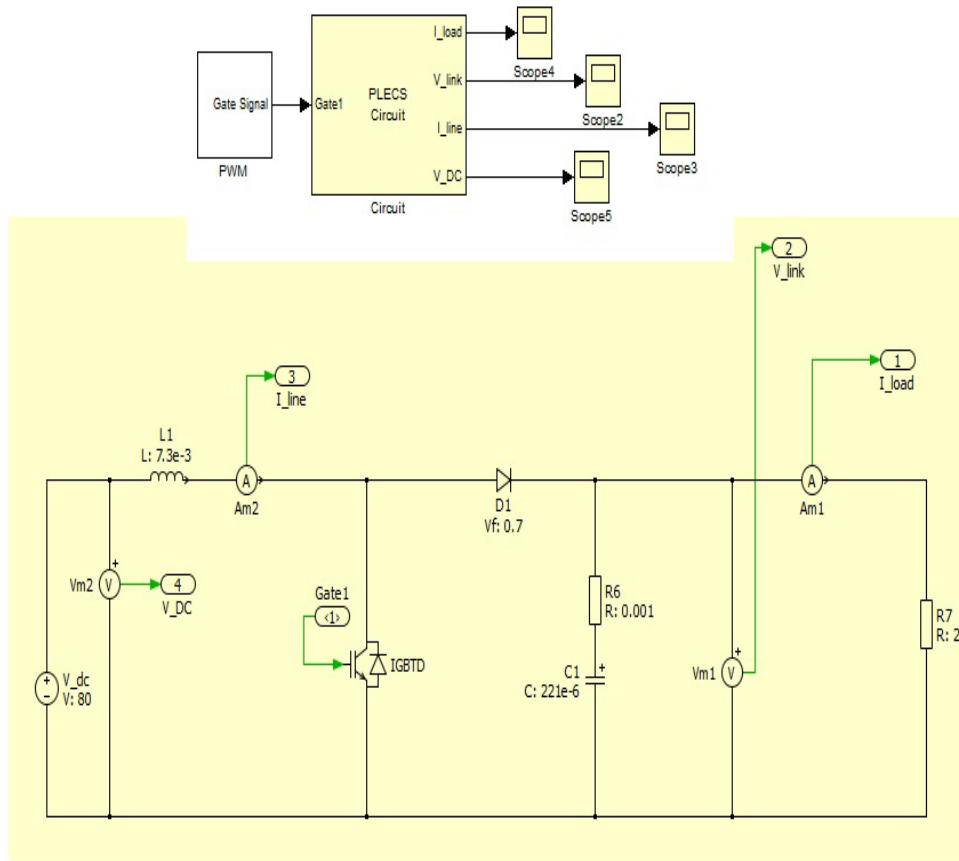 I_load
Scope4
V_link
Scope2
Gate Signal
Gate1
PLECS
Circuit
I_line
Scope3
V_DC
Scope5
PWM
Circuit
2
V_link
1
I_load
3
I_line
L1
L: 7.3e-3
A
Am2
D1
Vf: 0.7
A
Am1
Vm2
V
+
4
V_DC
Gate1
<1>
IGBTD
R6
R: 0.001
R7
R: 2
C1
C: 221e-6
+
Vm1
V
+
V_dc
V: 80